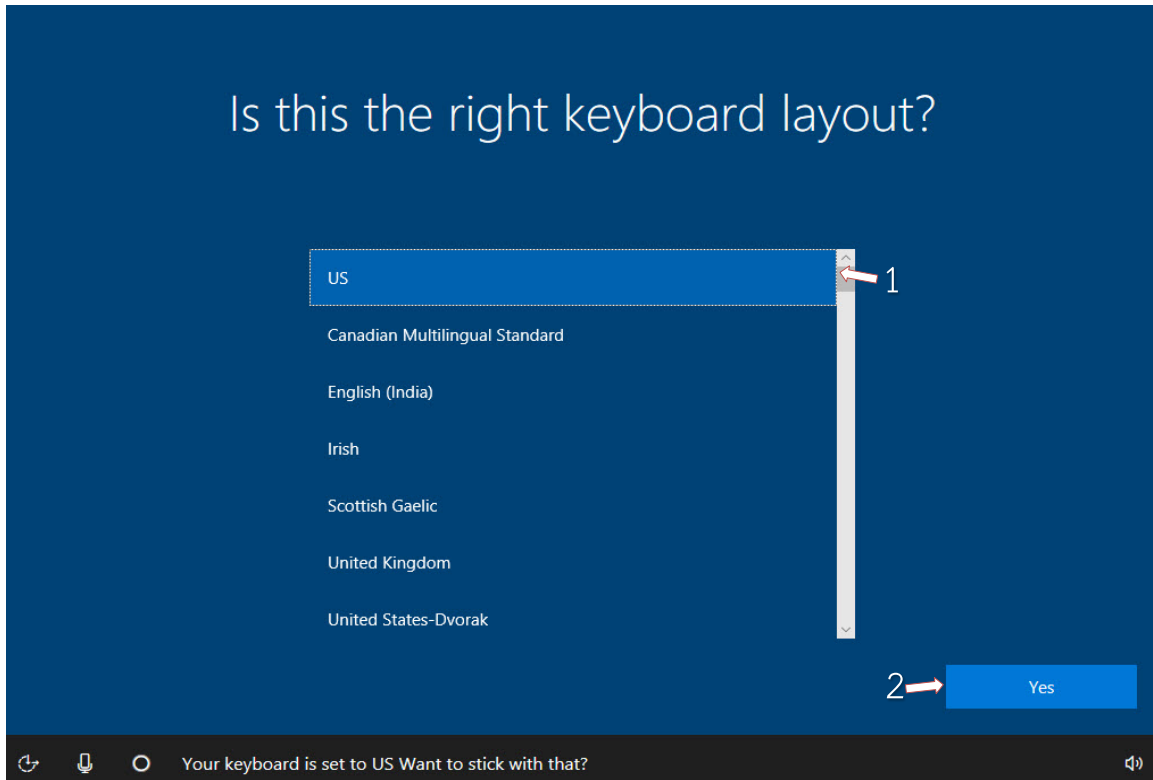 Is this the right keyboard layout?
US
1
Canadian Multilingual Standard
English (India)
Irish
Scottish Gaelic
United Kingdom
United States-Dvorak
2
Yes
Your keyboard is set to US Want to stick with that?